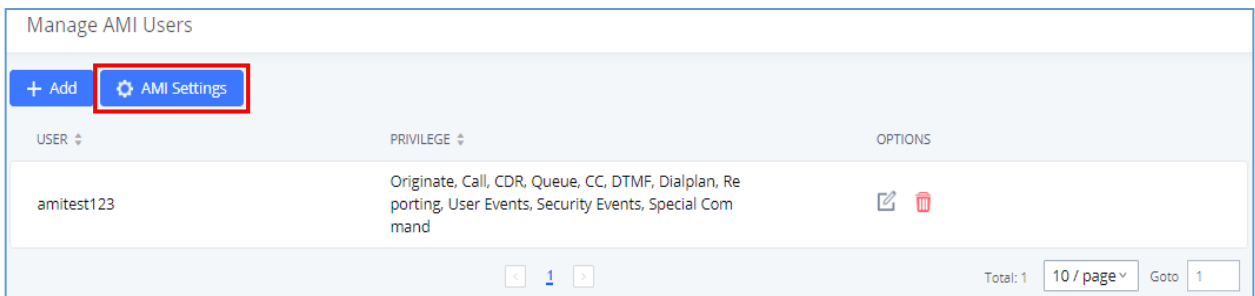 Manage AMI Users
+ Add AMI Settings
USER PRIVILEGE OPTIONS
Originate, Call, CDR, Queue, CC, DTMF, Dialplan, Re
amitest123
porting, User Events, Security Events, Special Com
mand
< 1 > Total: 1 10 / page Goto 1